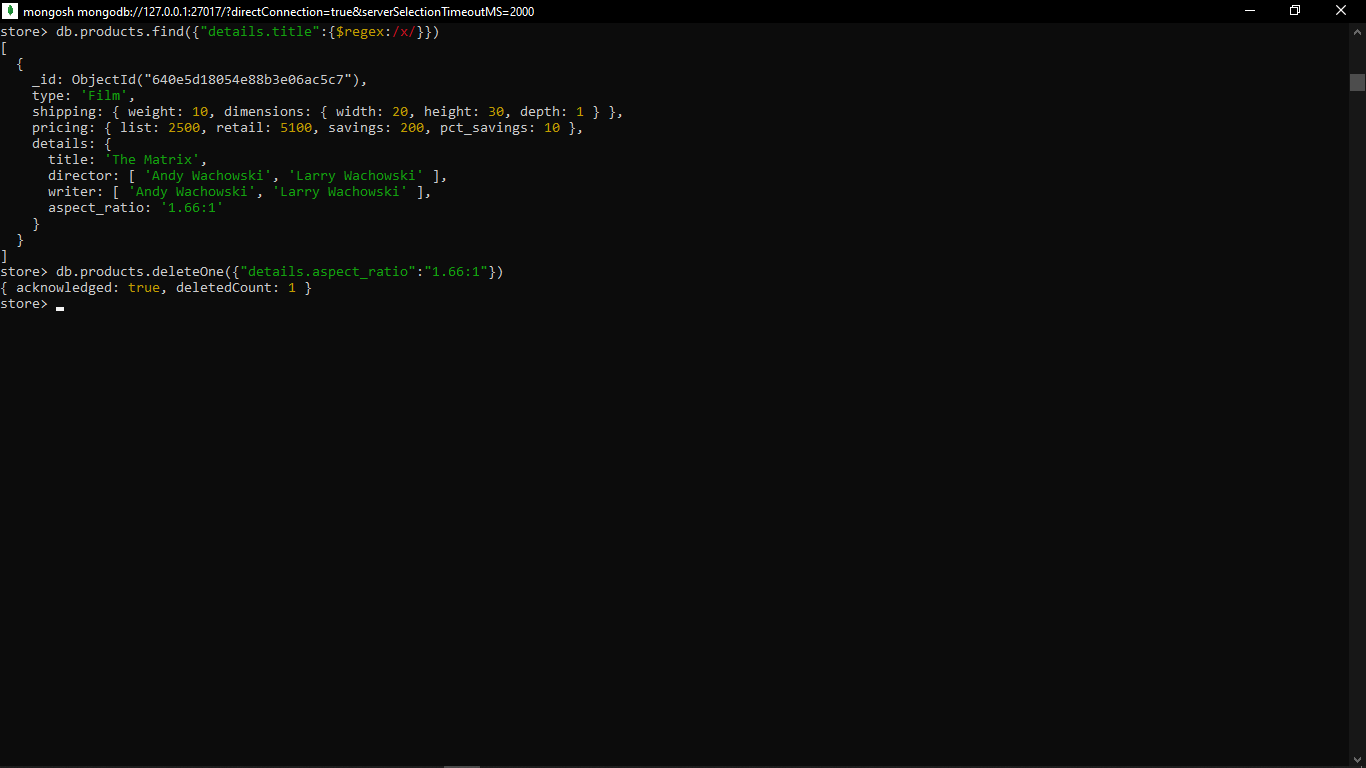 mongosh mongodb://127.0.0.1:27017/?directConnection=true&serverSelectionTimeoutMS=2000
store> db.products.find({"details.title":{$regex:/x/}})
[
  {
    _id: ObjectId("640e5d18054e88b3e06ac5c7"),
    type: 'Film',
    shipping: { weight: 10, dimensions: { width: 20, height: 30, depth: 1 } },
    pricing: { list: 2500, retail: 5100, savings: 200, pct_savings: 10 },
    details: {
      title: 'The Matrix',
      director: [ 'Andy Wachowski', 'Larry Wachowski' ],
      writer: [ 'Andy Wachowski', 'Larry Wachowski' ],
      aspect_ratio: '1.66:1'
    }
  }
]
store> db.products.deleteOne({"details.aspect_ratio":"1.66:1"})
{ acknowledged: true, deletedCount: 1 }
store>